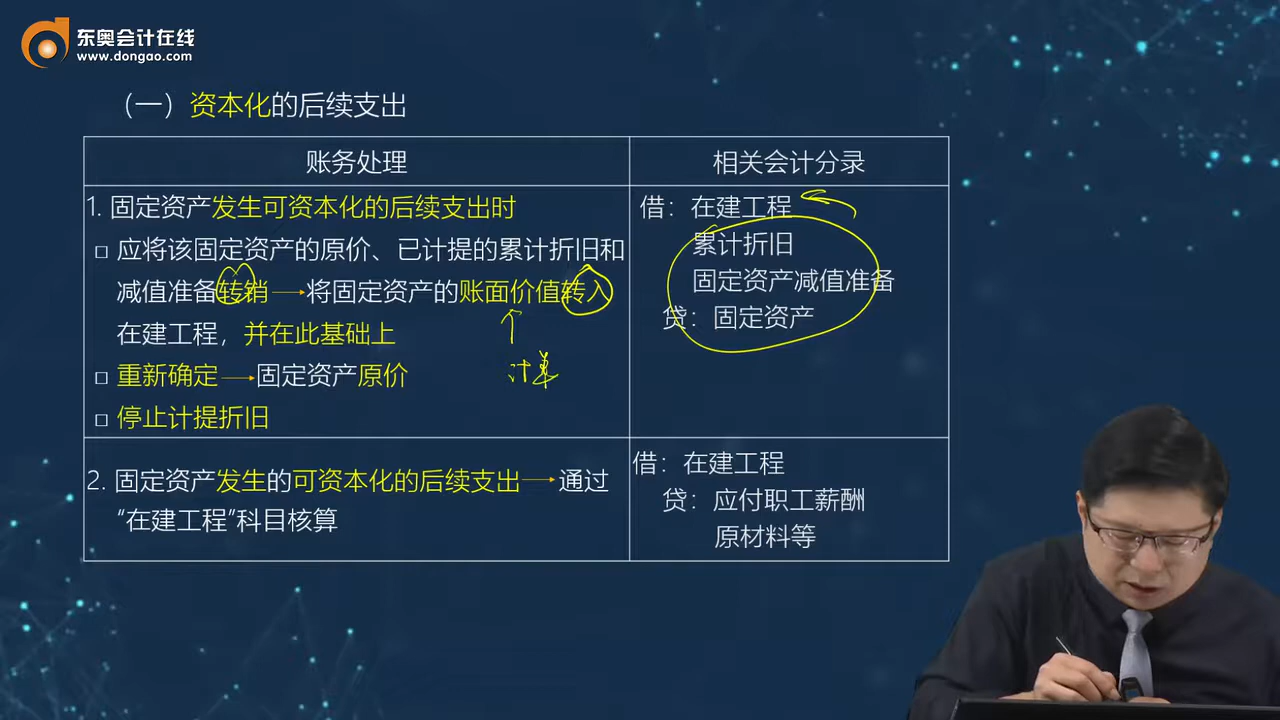 东奥会计在线
www.dongao.com
（一）资本化的后续支出
账务处理
相关会计分录
1. 固定资产发生可资本化的后续支出时
□ 应将该固定资产的原价、已计提的累计折旧和
减值准备转销→将固定资产的账面价值转入
在建工程，并在此基础上
□ 重新确定→固定资产原价
□ 停止计提折旧
计算
借：在建工程
累计折旧
固定资产减值准备
贷：固定资产
2. 固定资产发生的可资本化的后续支出→通过
“在建工程”科目核算
借：在建工程
贷：应付职工薪酬
原材料等